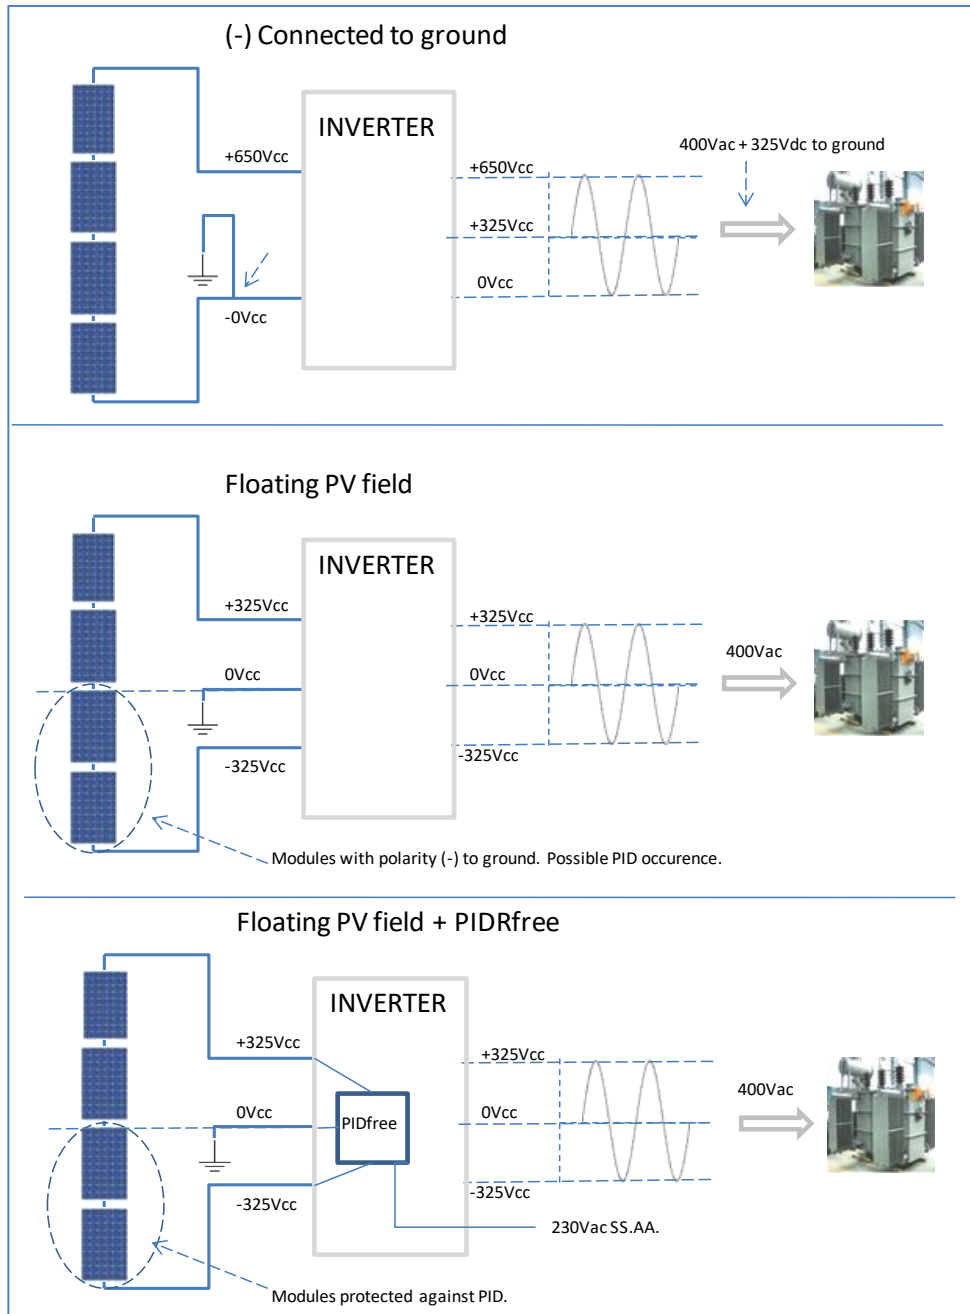 (-) Connected to ground
INVERTER
400Vac + 325Vdc to ground
+650Vcc
+650Vcc
+325Vcc
0Vcc
-0Vcc
Floating PV field
INVERTER
+325Vcc
+325Vcc
400Vac
0Vcc
0Vcc
-325Vcc
-325Vcc
Modules with polarity (-) to ground. Possible PID occurence.
Floating PV field + PIDRfree
INVERTER
+325Vcc
+325Vcc
400Vac
0Vcc
PIDfree
0Vcc
-325Vcc
-325Vcc
230Vac SS.AA.
Modules protected against PID.